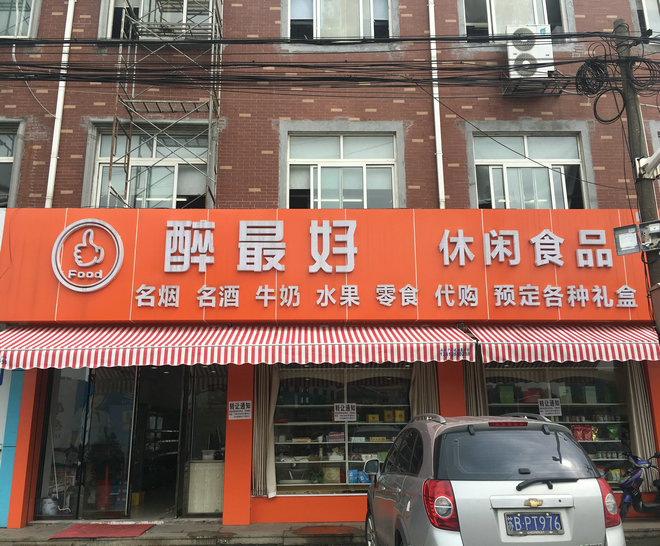 醉最好
休闲食品
Food
名烟 名酒 牛奶 水果 零食 代购 预定各种礼盒
转让通知
转让通知
转让通知
苏B·PT976